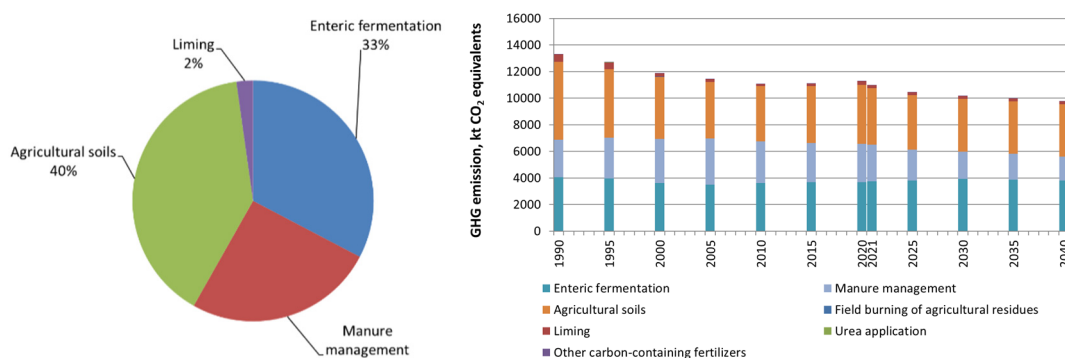 Enteric fermentation
33%
Liming
2%
Agricultural soils
40%
Manure
management
GHG emission, kt CO₂ equivalents
16000
14000
12000
10000
8000
6000
4000
2000
0
1990
1995
2000
2005
2010
2015
2020
2021
2025
2030
2035
2040
Enteric fermentation
Manure management
Agricultural soils
Field burning of agricultural residues
Liming
Urea application
Other carbon-containing fertilizers